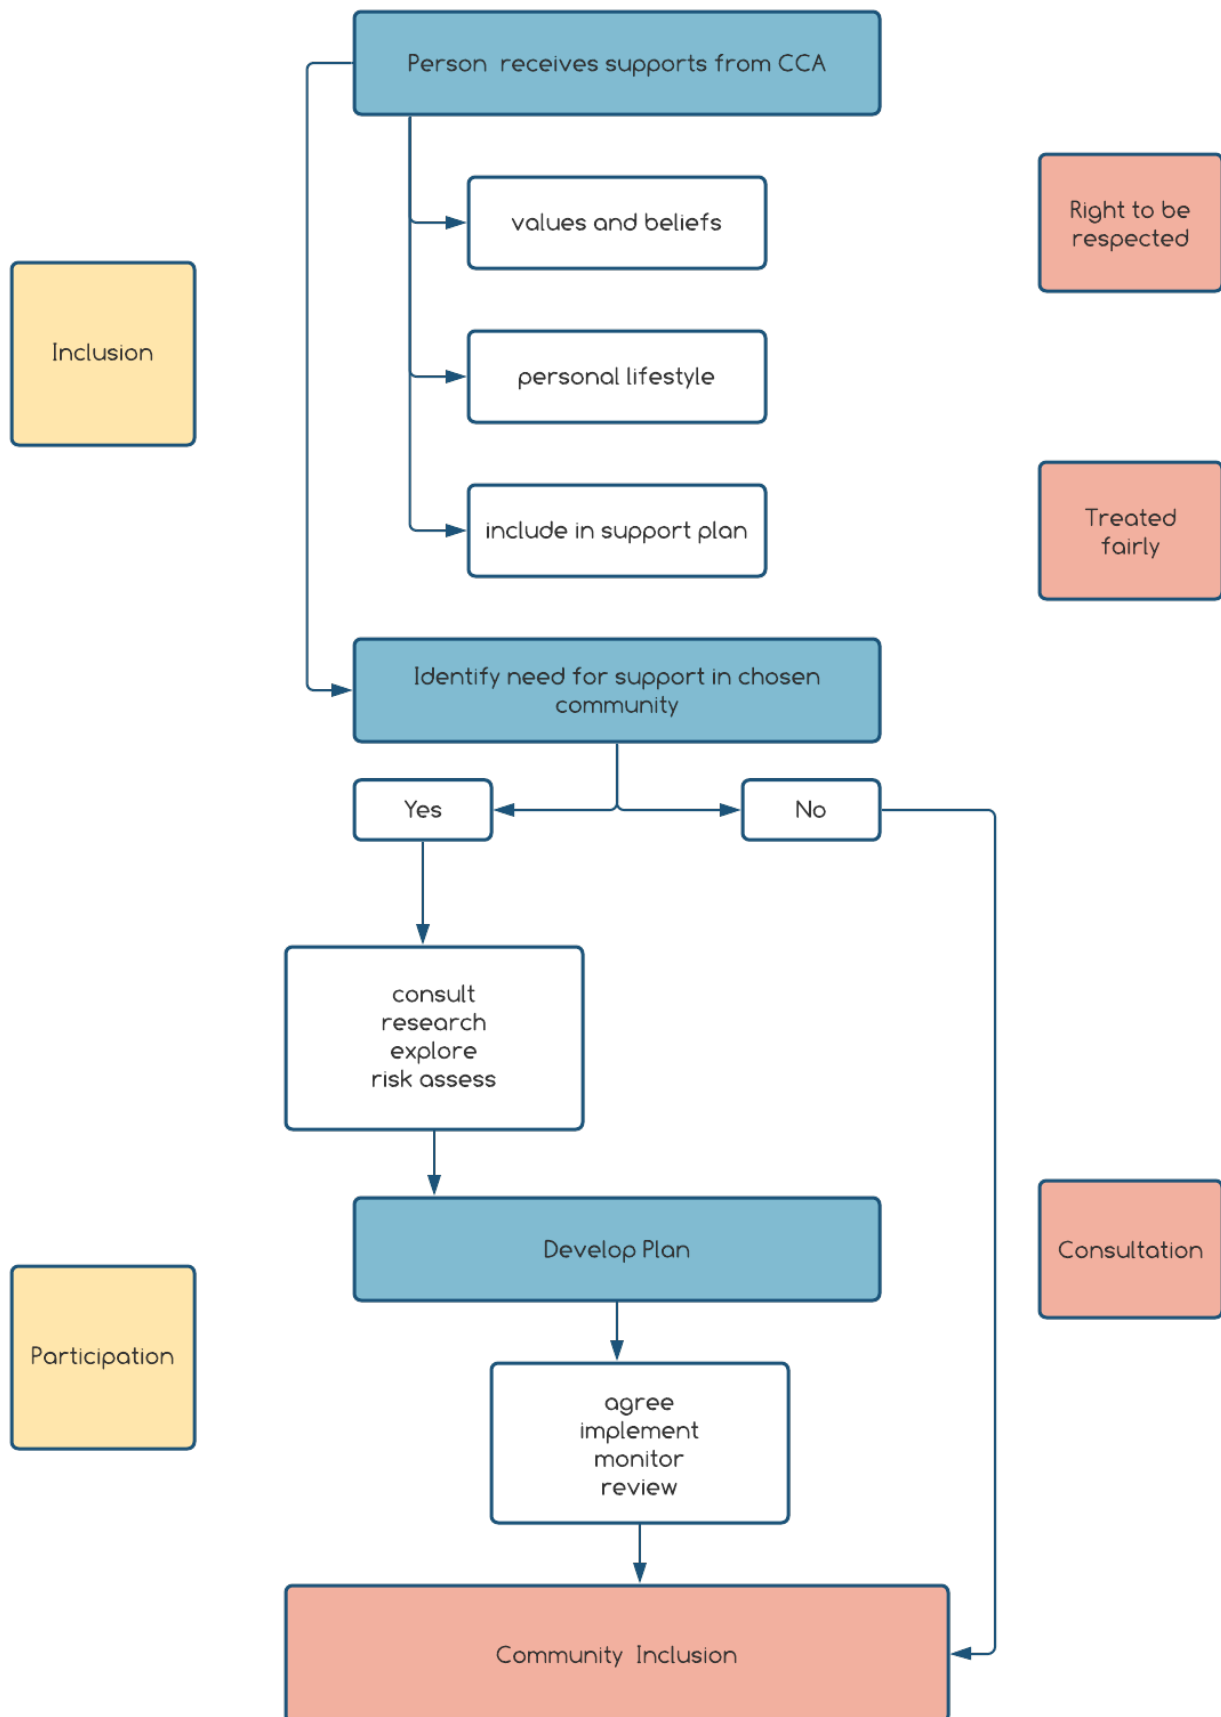 Person  receives supports from CCA
values and beliefs
Right to be
respected
Inclusion
personal lifestyle
include in support plan
Treated
fairly
Identify need for support in chosen
community
Yes
No
consult
research
explore
risk assess
Develop Plan
Consultation
Participation
agree
implement
monitor
review
Community  Inclusion